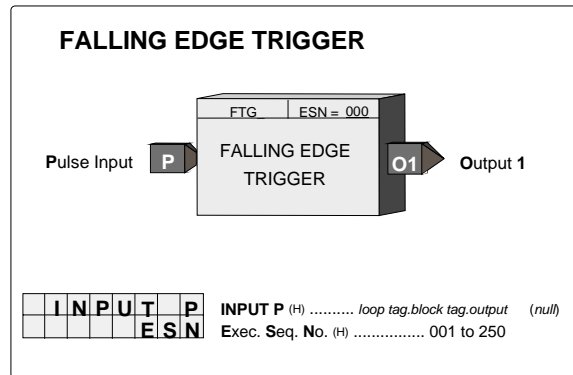 FALLING EDGE TRIGGER
FTG_ ESN = 000
Pulse Input P FALLING EDGE TRIGGER O1 Output 1
INPUT P INPUT P (H) .......... loop tag.block tag.output (null)
ESN Exec. Seq. No. (H) ................ 001 to 250